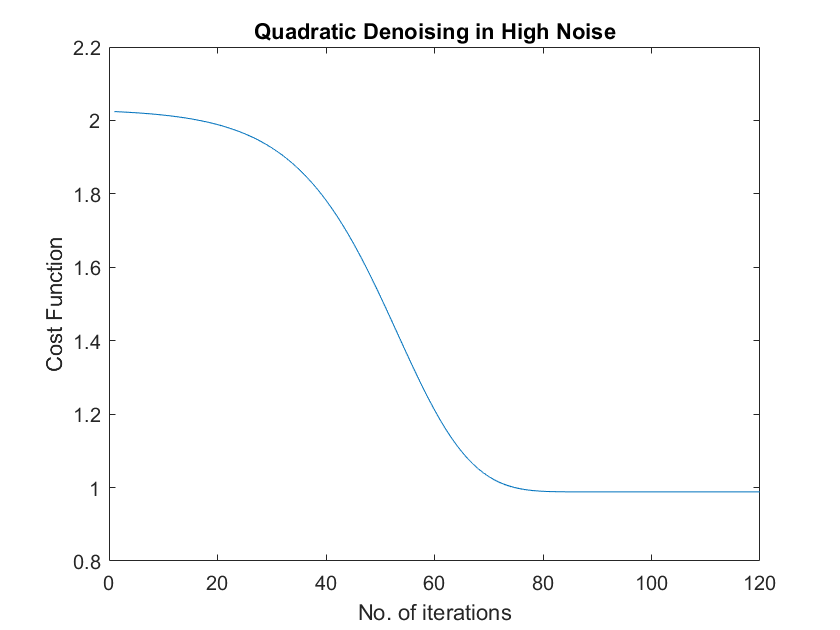 Quadratic Denoising in High Noise
2.2
2
1.8
1.6
1.4
1.2
1
0.8
Cost Function
0 20 40 60 80 100 120
No. of iterations